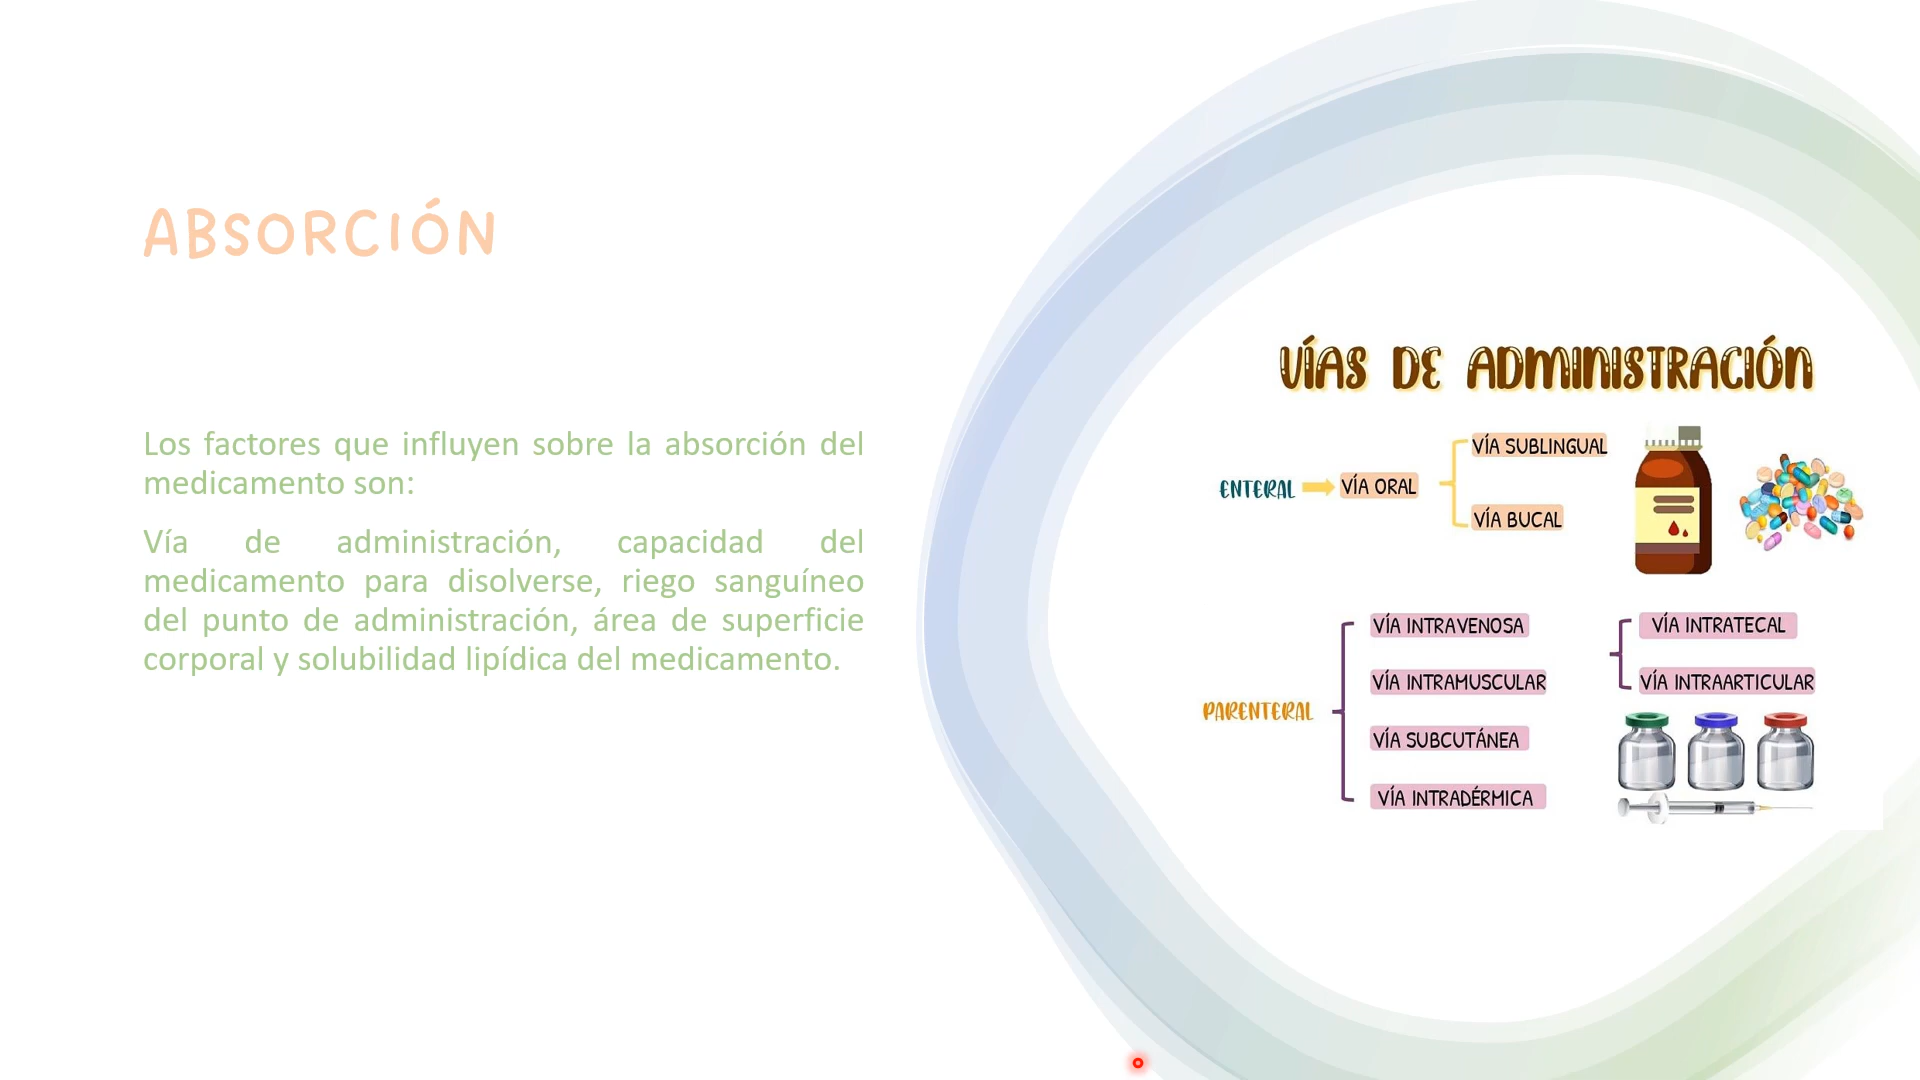 ABSORCIÓN
Los factores que influyen sobre la absorción del
medicamento son:
Vía de administración, capacidad del
medicamento para disolverse, riego sanguíneo
del punto de administración, área de superficie
corporal y solubilidad lipídica del medicamento.
VÍAS DE ADMINISTRACIÓN
ENTERAL
VÍA ORAL
VÍA SUBLINGUAL
VÍA BUCAL
PARENTERAL
VÍA INTRAVENOSA
VÍA INTRAMUSCULAR
VÍA SUBCUTÁNEA
VÍA INTRADÉRMICA
VÍA INTRATECAL
VÍA INTRAARTICULAR